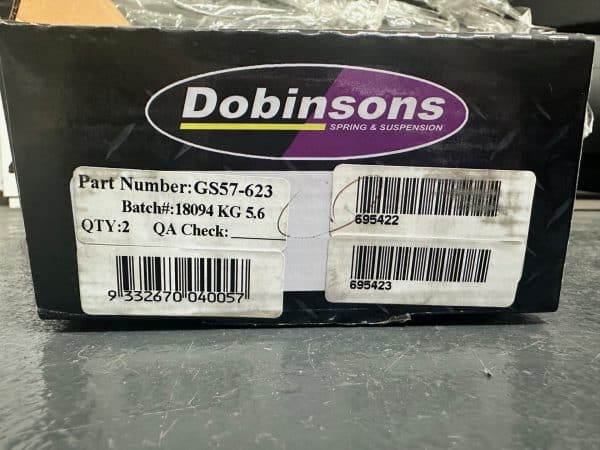 Dobinsons
SPRING & SUSPENSION
Part Number:GS57-623
Batch#:18094 KG 5.6
QTY:2 QA Check:
9 332670 040057
695422
695423